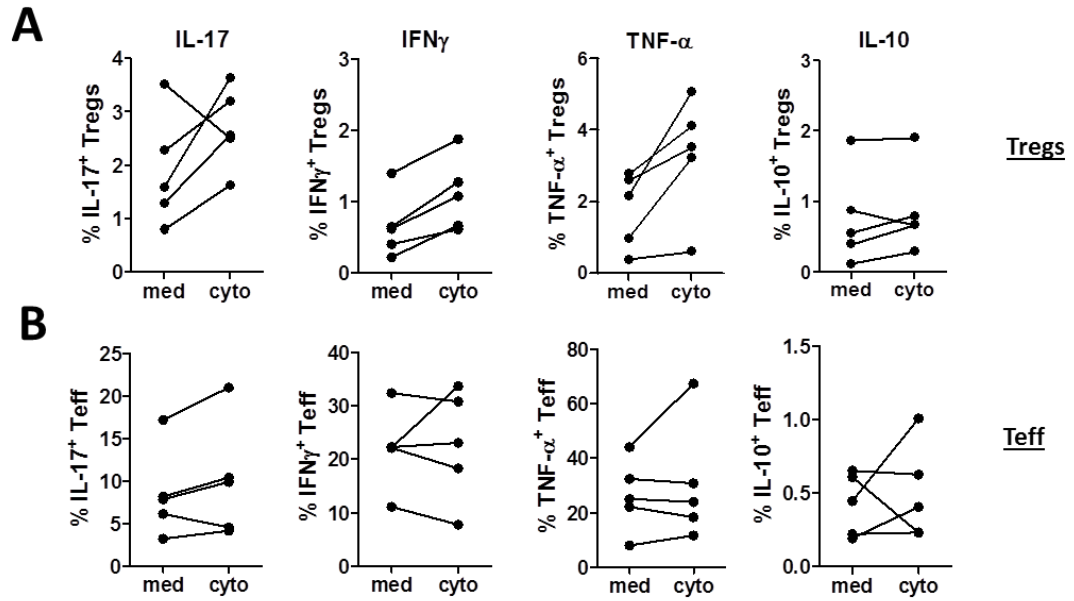 A
IL-17
IFNγ
TNF-α
IL-10
% IL-17⁺ Tregs
4
3
2
1
0
med
cyto
% IFNγ⁺ Tregs
3
2
1
0
med
cyto
% TNF-α⁺ Tregs
6
4
2
0
med
cyto
% IL-10⁺ Tregs
3
2
1
0
med
cyto
Tregs
B
% IL-17⁺ Teff
25
20
15
10
5
0
med
cyto
% IFNγ⁺ Teff
40
30
20
10
0
med
cyto
% TNF-α⁺ Teff
80
60
40
20
0
med
cyto
% IL-10⁺ Teff
1.5
1.0
0.5
0.0
med
cyto
Teff